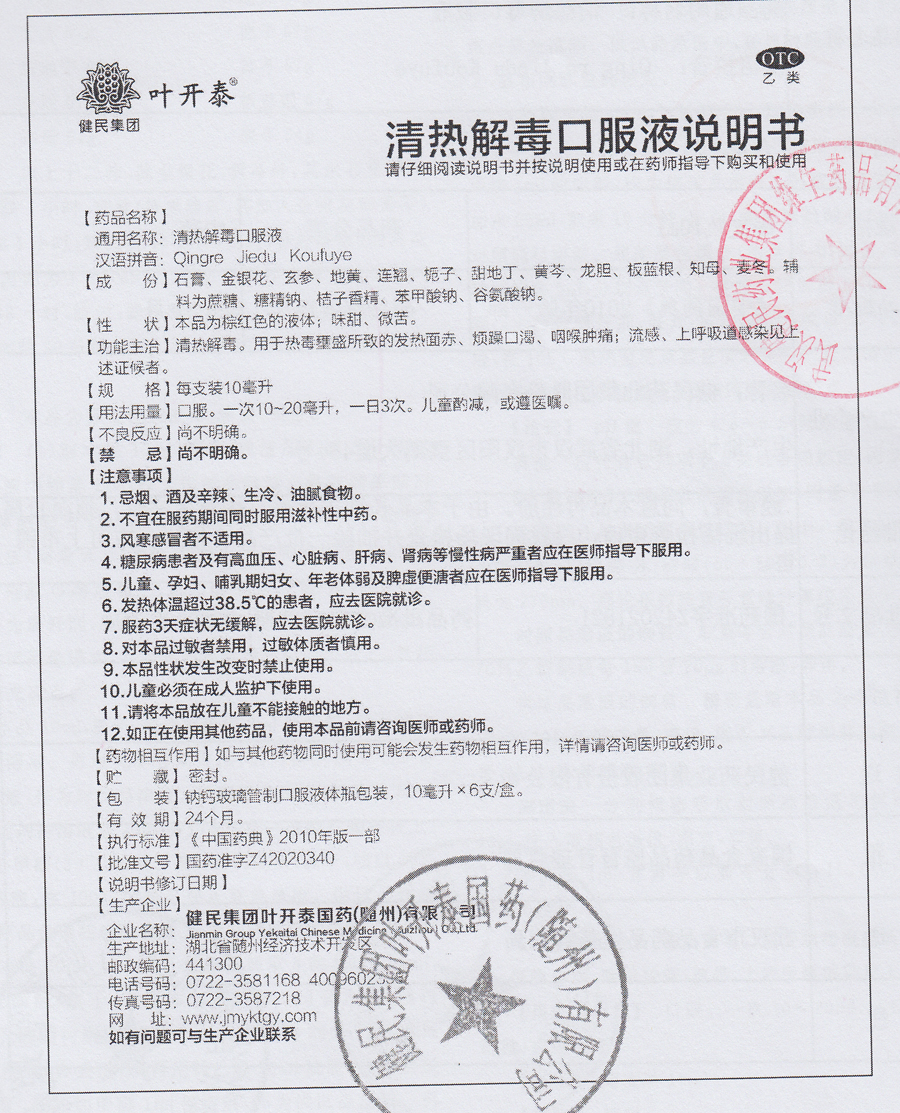 叶开泰®
健民集团
OTC
乙类
清热解毒口服液说明书
请仔细阅读说明书并按说明使用或在药师指导下购买和使用
【药品名称】
通用名称：清热解毒口服液
汉语拼音：Qingre Jiedu Koufuye
【成 份】石膏、金银花、玄参、地黄、连翘、栀子、甜地丁、黄芩、龙胆、板蓝根、知母、麦冬。辅
料为蔗糖、糖精钠、桔子香精、苯甲酸钠、谷氨酸钠。
【性 状】本品为棕红色的液体；味甜、微苦。
【功能主治】清热解毒。用于热毒壅盛所致的发热面赤、烦躁口渴、咽喉肿痛；流感、上呼吸道感染见上
述证候者。
【规 格】每支装10毫升
【用法用量】口服。一次10~20毫升，一日3次。儿童酌减，或遵医嘱。
【不良反应】尚不明确。
【禁 忌】尚不明确。
【注意事项】
1.忌烟、酒及辛辣、生冷、油腻食物。
2.不宜在服药期间同时服用滋补性中药。
3.风寒感冒者不适用。
4.糖尿病患者及有高血压、心脏病、肝病、肾病等慢性病严重者应在医师指导下服用。
5.儿童、孕妇、哺乳期妇女、年老体弱及脾虚便溏者应在医师指导下服用。
6.发热体温超过38.5℃的患者，应去医院就诊。
7.服药3天症状无缓解，应去医院就诊。
8.对本品过敏者禁用，过敏体质者慎用。
9.本品性状发生改变时禁止使用。
10.儿童必须在成人监护下使用。
11.请将本品放在儿童不能接触的地方。
12.如正在使用其他药品，使用本品前请咨询医师或药师。
【药物相互作用】如与其他药物同时使用可能会发生药物相互作用，详情请咨询医师或药师。
【贮 藏】密封。
【包 装】钠钙玻璃管制口服液体瓶包装，10毫升×6支/盒。
【有 效 期】24个月。
【执行标准】《中国药典》2010年版一部
【批准文号】国药准字Z42020340
【说明书修订日期】
【生产企业】
企业名称：健民集团叶开泰国药(随州)有限公司
Jianmin Group Yekaitai Chinese Medicine (Suizhou) Co.,Ltd.
生产地址：湖北省随州经济技术开发区
邮政编码：441300
电话号码：0722-3581168
传真号码：0722-3587218
网 址：www.jmyktgy.com
如有问题可与生产企业联系
健民集团叶开泰国药(随州)有限公司
武汉健民药业集团维生药品有